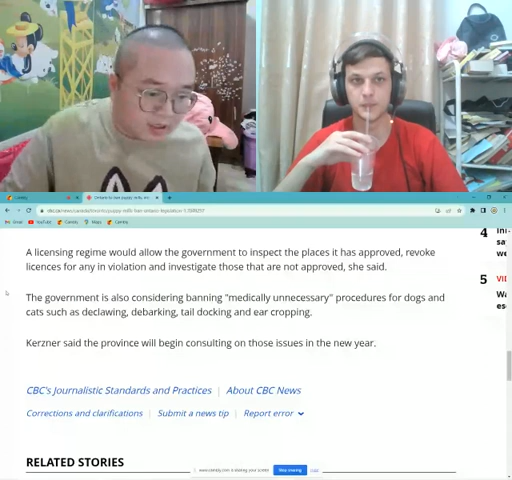 A licensing regime would allow the government to inspect the places it has approved, revoke
licences for any in violation and investigate those that are not approved, she said.
The government is also considering banning "medically unnecessary" procedures for dogs and
cats such as declawing, debarking, tail docking and ear cropping.
Kerzner said the province will begin consulting on those issues in the new year.
CBC's Journalistic Standards and Practices | About CBC News
Corrections and clarifications | Submit a news tip | Report error
RELATED STORIES
4
5
Stop sharing